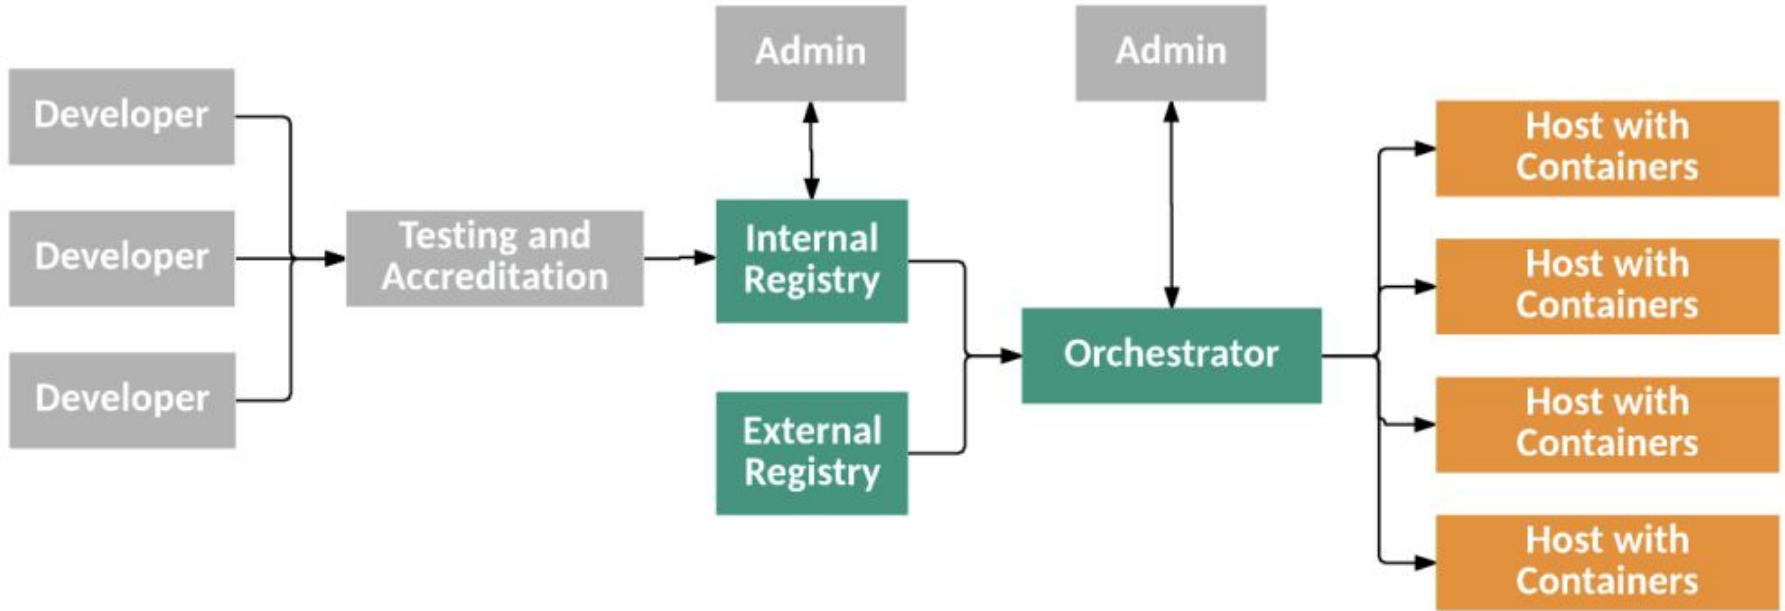 Developer
Developer
Developer
Testing and
Accreditation
Admin
Internal
Registry
External
Registry
Admin
Orchestrator
Host with
Containers
Host with
Containers
Host with
Containers
Host with
Containers